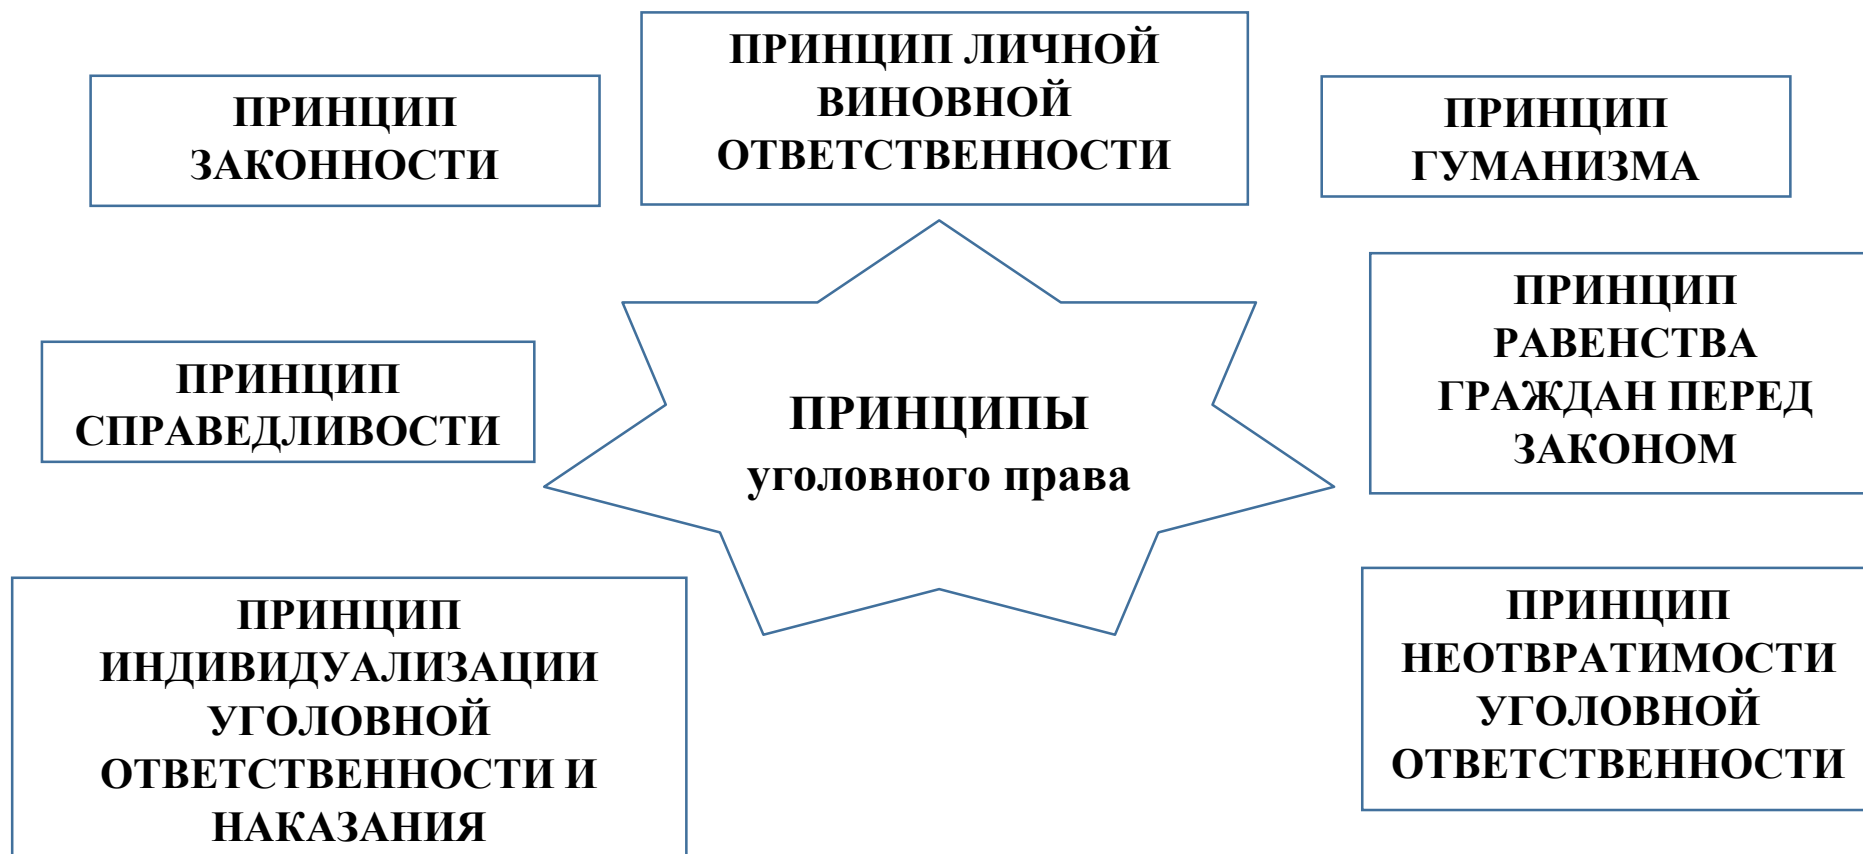 ПРИНЦИП ЛИЧНОЙ
ВИНОВНОЙ
ОТВЕТСТВЕННОСТИ
ПРИНЦИП
ЗАКОННОСТИ
ПРИНЦИП
ГУМАНИЗМА
ПРИНЦИП
РАВЕНСТВА
ГРАЖДАН ПЕРЕД
ЗАКОНОМ
ПРИНЦИП
СПРАВЕДЛИВОСТИ
ПРИНЦИПЫ
уголовного права
ПРИНЦИП
ИНДИВИДУАЛИЗАЦИИ
УГОЛОВНОЙ
ОТВЕТСТВЕННОСТИ И
НАКАЗАНИЯ
ПРИНЦИП
НЕОТВРАТИМОСТИ
УГОЛОВНОЙ
ОТВЕТСТВЕННОСТИ